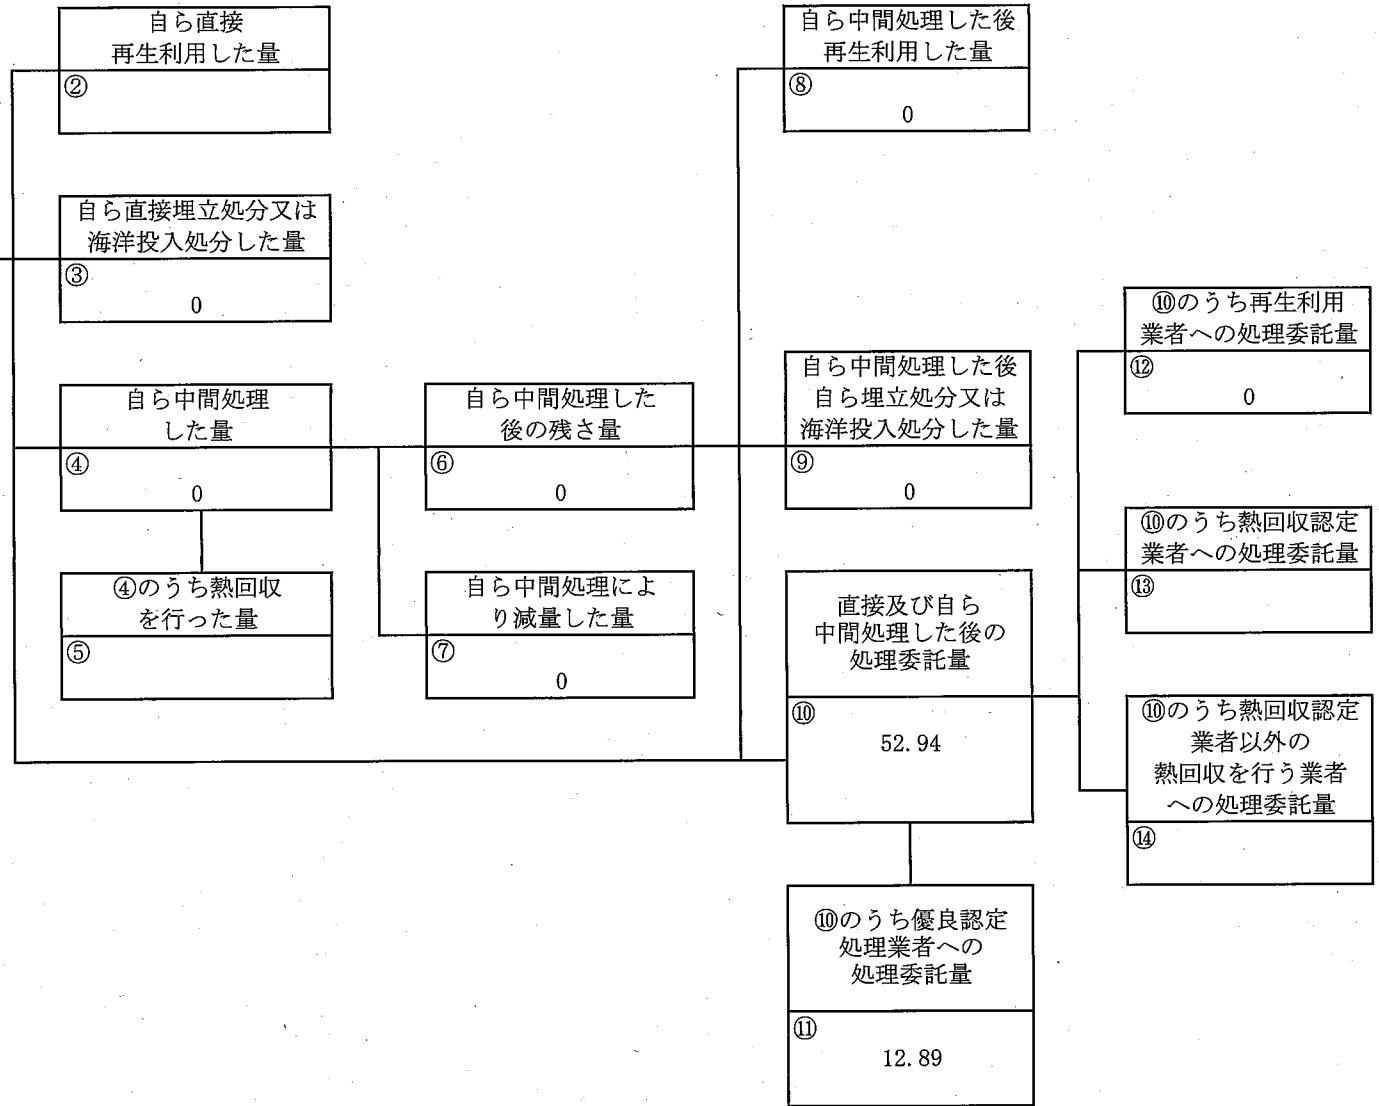 自ら直接
再生利用した量
②
自ら直接埋立処分又は
海洋投入処分した量
③
0
自ら中間処理
した量
④
0
④のうち熱回収
を行った量
⑤
自ら中間処理した
後の残さ量
⑥
0
自ら中間処理によ
り減量した量
⑦
0
自ら中間処理した後
再生利用した量
⑧
0
自ら中間処理した後
自ら埋立処分又は
海洋投入処分した量
⑨
0
直接及び自ら
中間処理した後の
処理委託量
⑩
52.94
⑩のうち優良認定
処理業者への
処理委託量
⑪
12.89
⑩のうち再生利用
業者への処理委託量
⑫
0
⑩のうち熱回収認定
業者への処理委託量
⑬
⑩のうち熱回収認定
業者以外の
熱回収を行う業者
への処理委託量
⑭